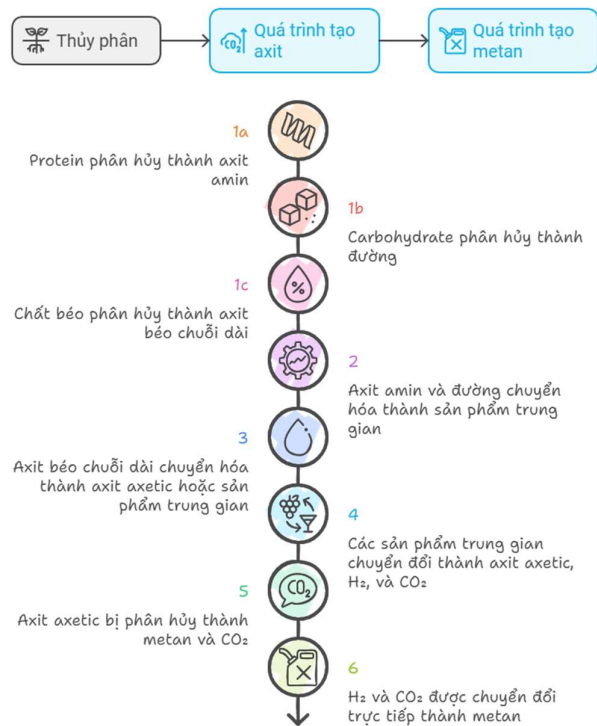 Thủy phân
Quá trình tạo
axit
Quá trình tạo
metan
CO₂
1a
Protein phân hủy thành axit
amin
1b
Carbohydrate phân hủy thành
đường
1c
Chất béo phân hủy thành axit
béo chuỗi dài
%
2
Axit amin và đường chuyển
hóa thành sản phẩm trung
gian
3
Axit béo chuỗi dài chuyển hóa
thành axit axetic hoặc sản
phẩm trung gian
4
Các sản phẩm trung gian
chuyển đổi thành axit axetic,
H₂, và CO₂
5
Axit axetic bị phân hủy thành
metan và CO₂
CO₂
6
H₂ và CO₂ được chuyển đổi
trực tiếp thành metan